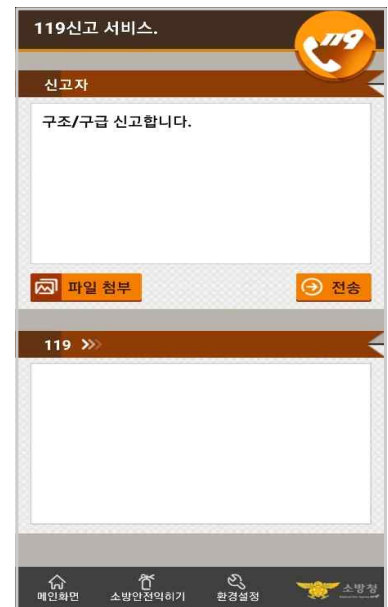 119신고 서비스.
119
신고자
구조/구급 신고합니다.
파일 첨부
전송
119
메인화면
소방안전익히기
환경설정
소방청